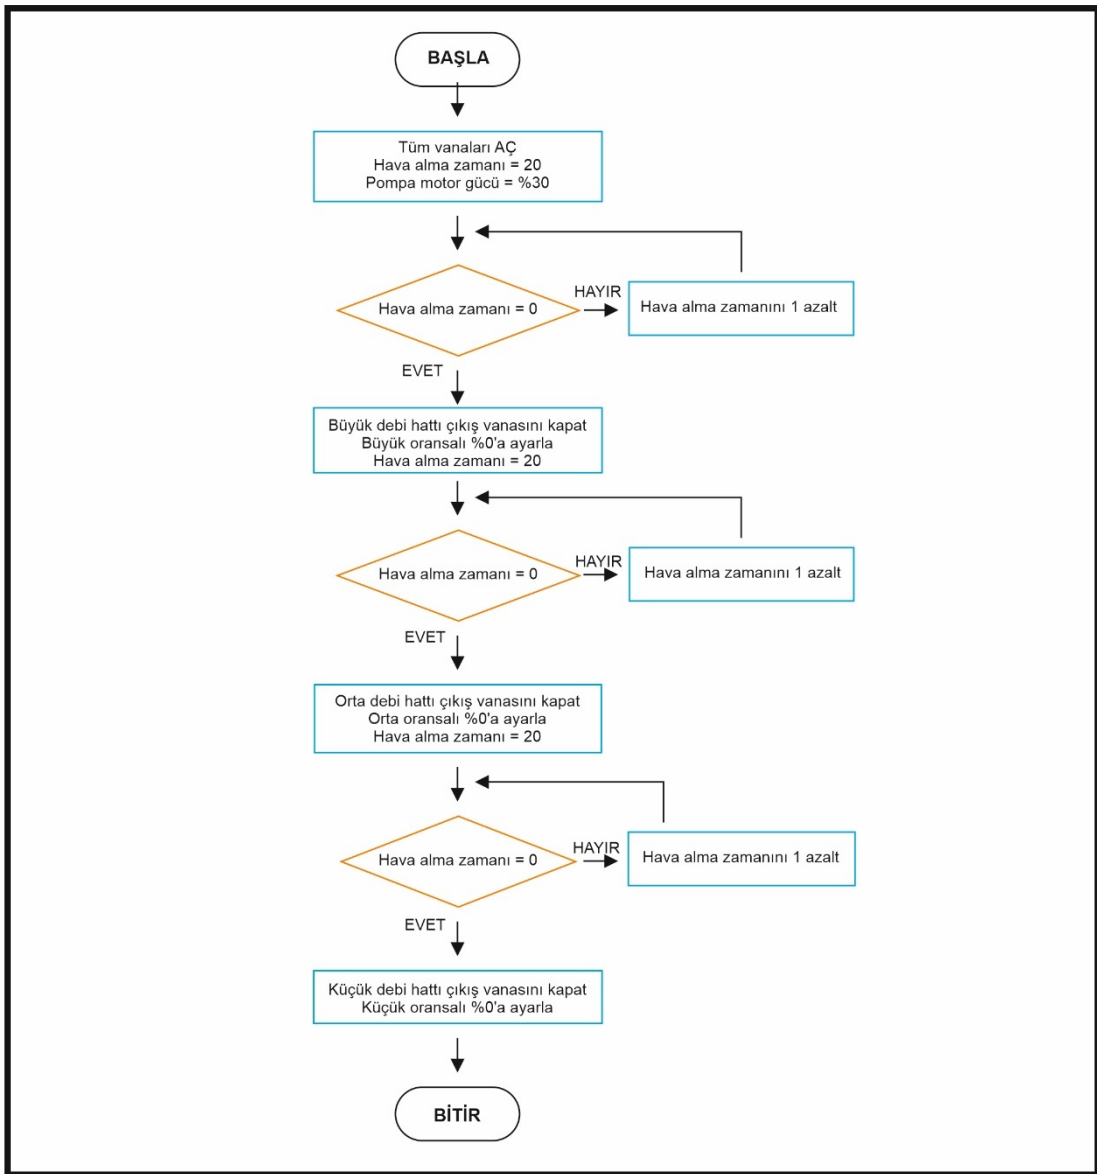 BAŞLA
Tüm vanaları AÇ
Hava alma zamanı = 20
Pompa motor gücü = %30
Hava alma zamanı = 0
HAYIR
Hava alma zamanını 1 azalt
EVET
Büyük debi hattı çıkış vanasını kapat
Büyük oransalı %0'a ayarla
Hava alma zamanı = 20
Hava alma zamanı = 0
HAYIR
Hava alma zamanını 1 azalt
EVET
Orta debi hattı çıkış vanasını kapat
Orta oransalı %0'a ayarla
Hava alma zamanı = 20
Hava alma zamanı = 0
HAYIR
Hava alma zamanını 1 azalt
EVET
Küçük debi hattı çıkış vanasını kapat
Küçük oransalı %0'a ayarla
BİTİR